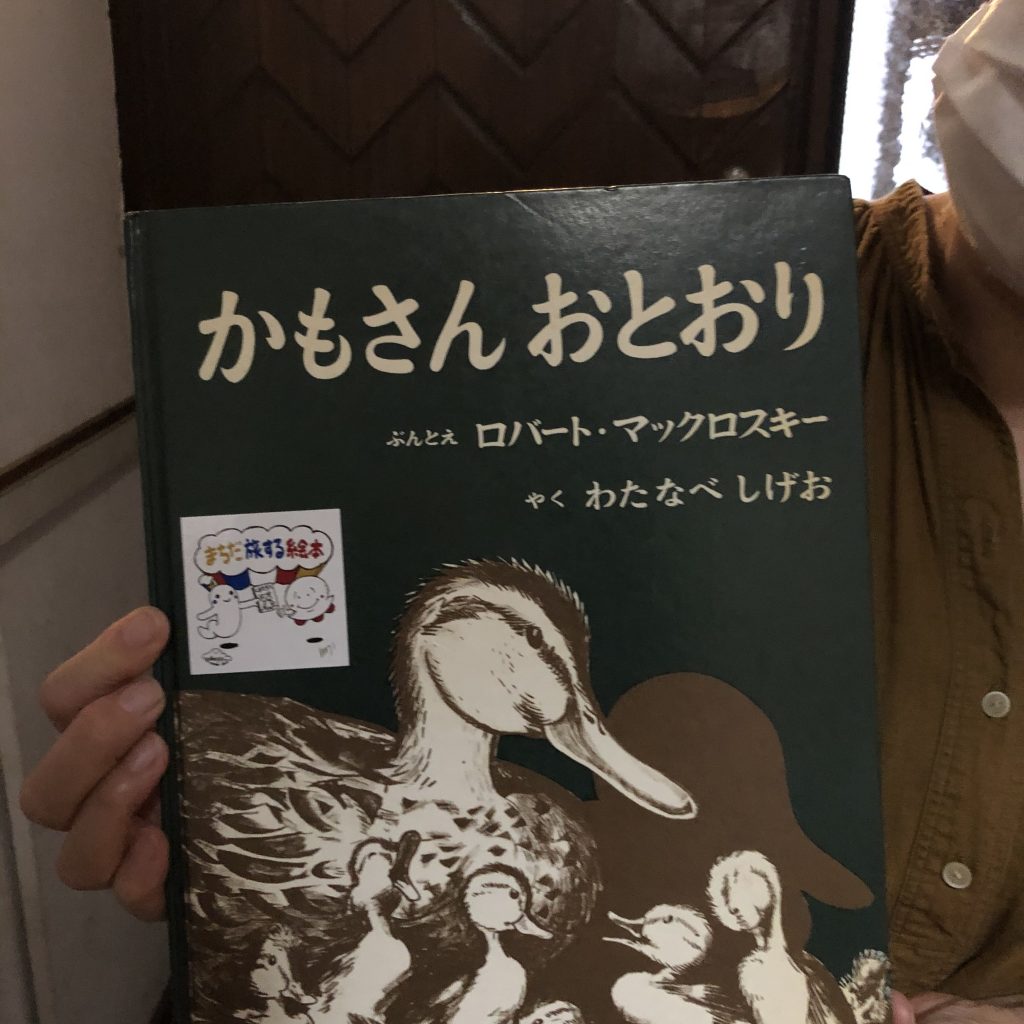 かもさん おとおり
ぶんとえ ロバート・マックロスキー
やく わたなべ しげお
まちだ旅する絵本